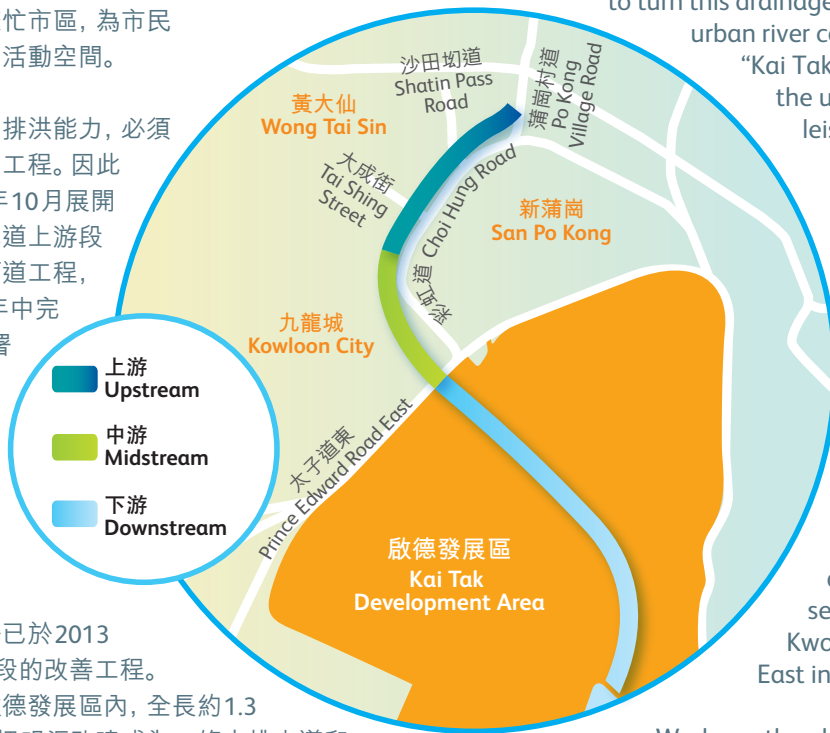 忙市區, 為市民
活動空間。
排洪能力, 必須
工程。因此
年10月展開
道上游段
道工程,
年中完
署
已於2013
段的改善工程。
德發展區內, 全長約1.3
to turn this drainage
urban river co
“Kai Tak
the u
leis
沙田坳道
Shatin Pass
Road
蒲崗村道
Po Kong
Village Road
黃大仙
Wong Tai Sin
大成街
Tai Shing
Street
彩虹道 Choi Hung Road
新蒲崗
San Po Kong
九龍城
Kowloon City
上游
Upstream
中游
Midstream
下游
Downstream
太子道東
Prince Edward Road East
啟德發展區
Kai Tak
Development Area
se
Kwo
East in